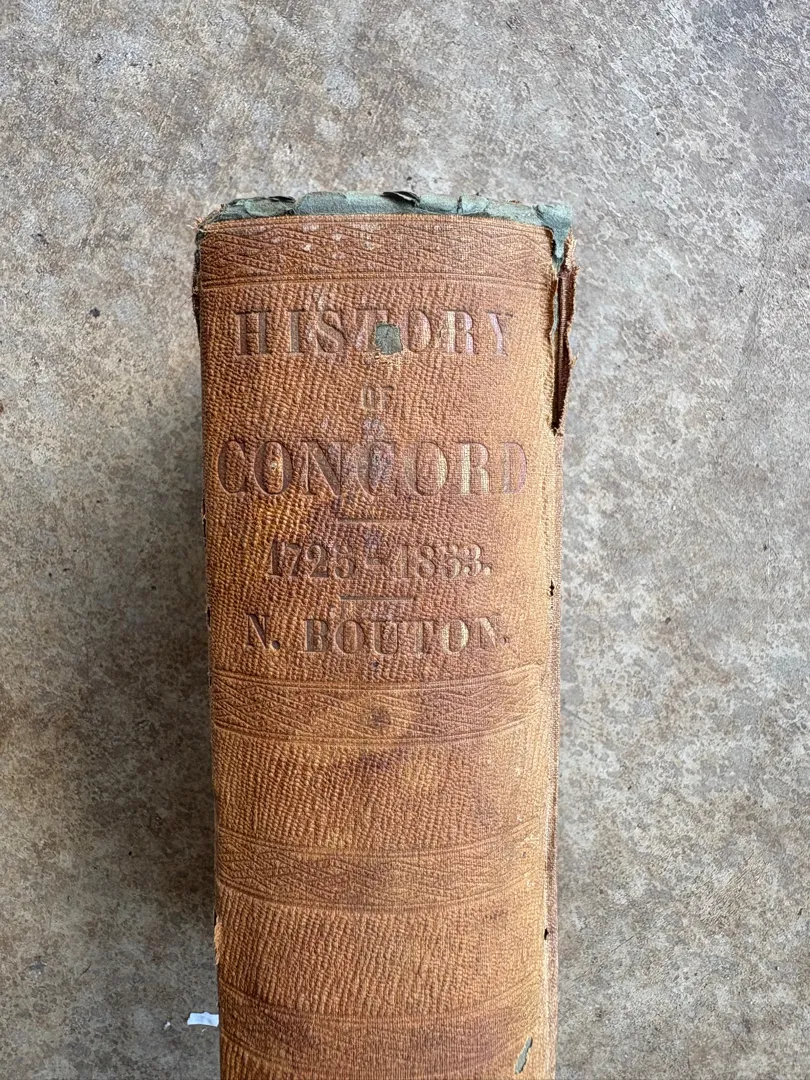 HISTORY
OF
CONCORD
1725-1853.
N. BOUTON.